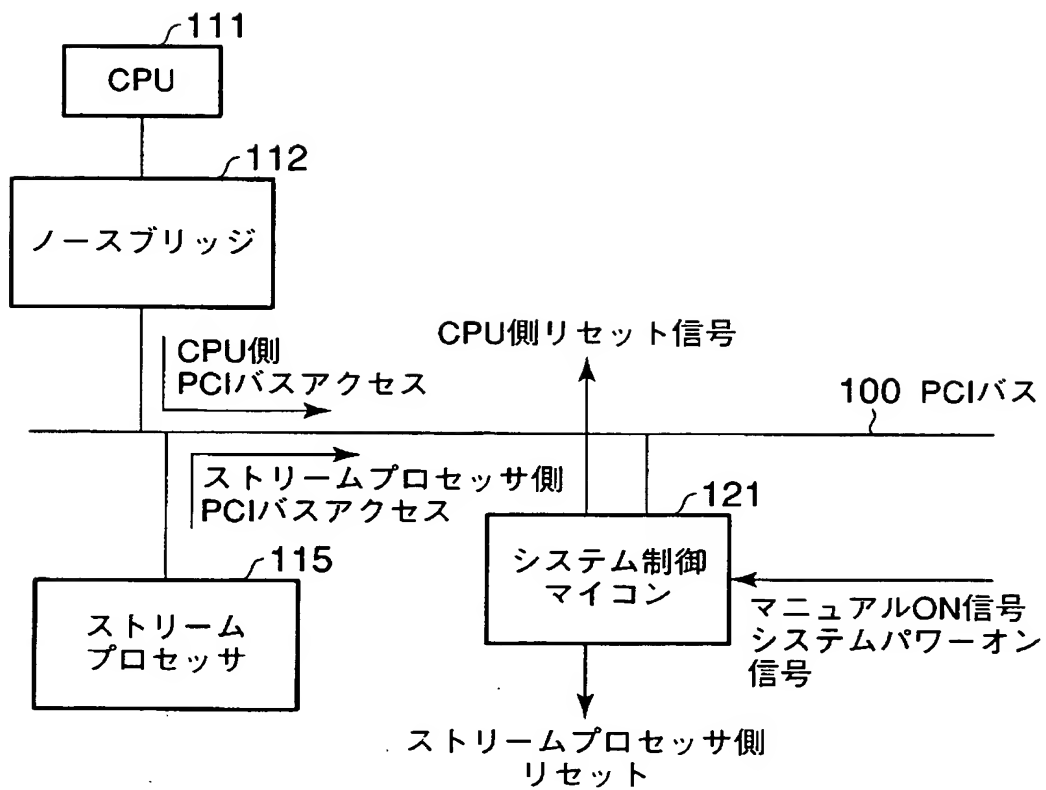 111
CPU
112
ノースブリッジ
CPU側
PCIバスアクセス
CPU側リセット信号
100 PCIバス
ストリームプロセッサ側
PCIバスアクセス
121
システム制御
マイコン
115
ストリーム
プロセッサ
マニュアルON信号
システムパワーオン
信号
ストリームプロセッサ側
リセット